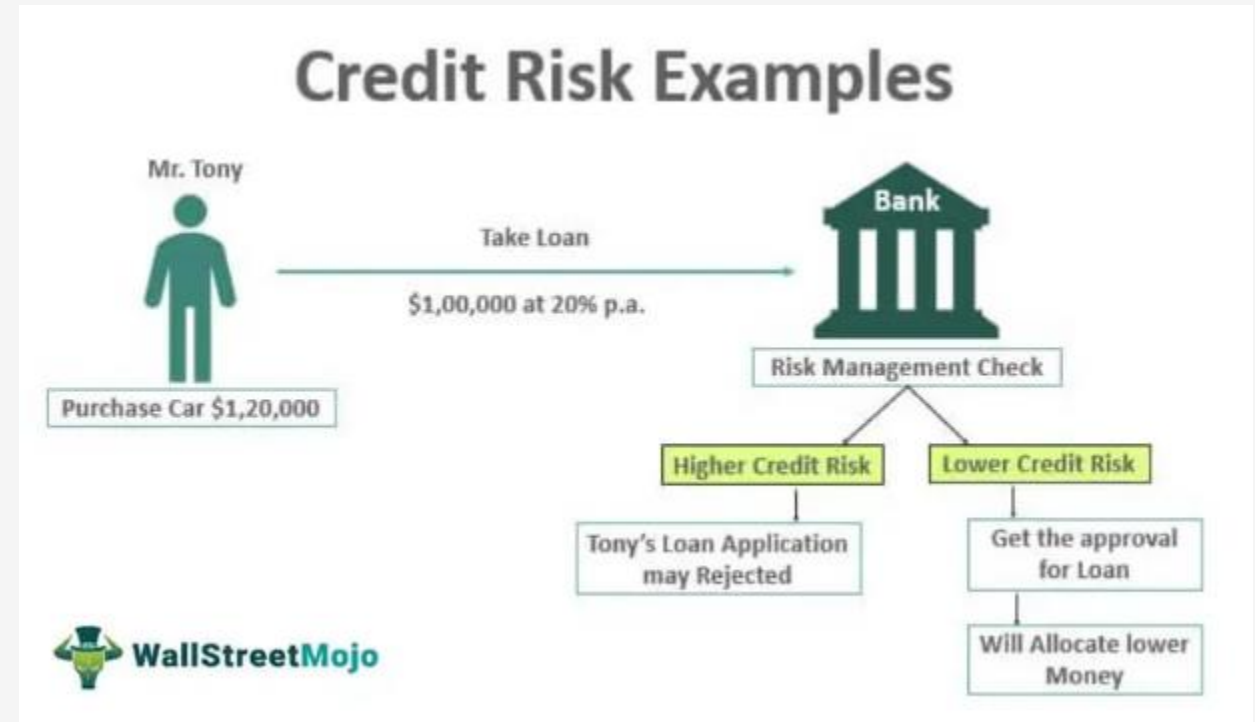 Credit Risk Examples
Mr. Tony
Bank
Take Loan
$1,00,000 at 20% p.a.
Risk Management Check
Purchase Car $1,20,000
Higher Credit Risk
Lower Credit Risk
Tony's Loan Application
may Rejected
Get the approval
for Loan
Will Allocate lower
Money
WallStreetMojo